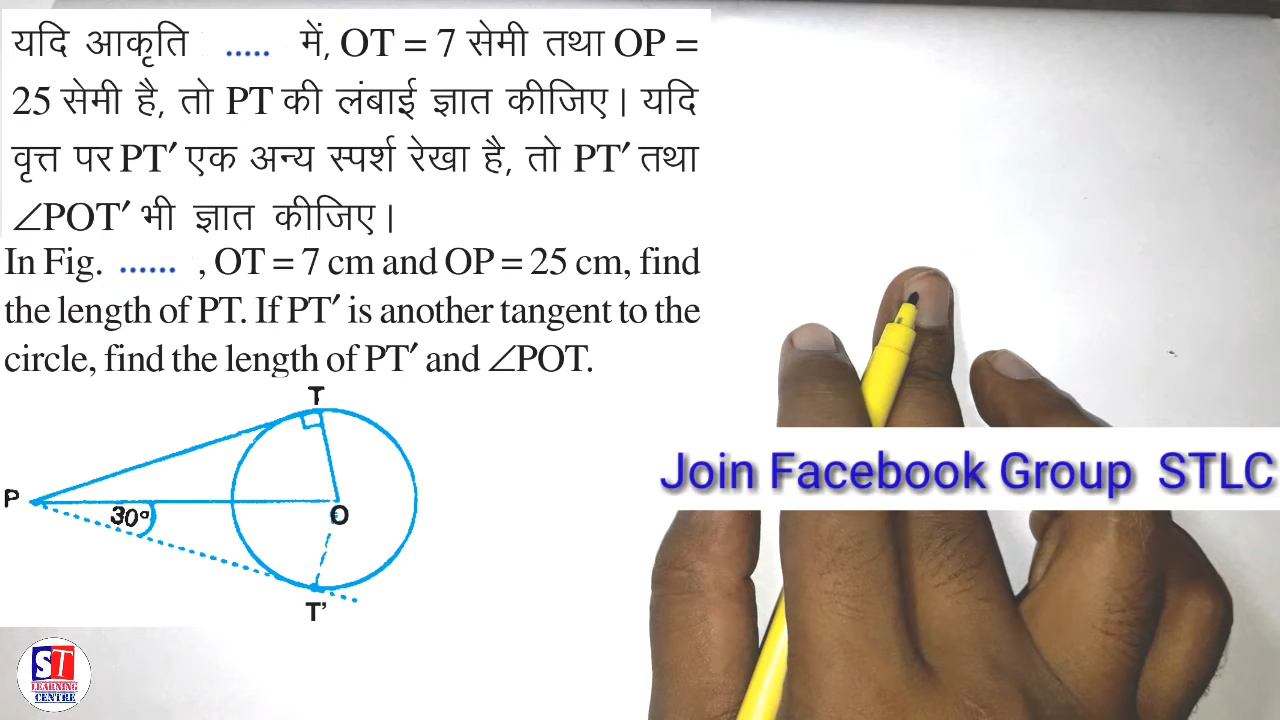 यदि आकृति ..... में, OT = 7 सेमी तथा OP =
25 सेमी है, तो PT की लंबाई ज्ञात कीजिए। यदि
वृत्त पर PT′ एक अन्य स्पर्श रेखा है, तो PT′ तथा
∠POT′ भी ज्ञात कीजिए।
In Fig. ...... , OT = 7 cm and OP = 25 cm, find
the length of PT. If PT′ is another tangent to the
circle, find the length of PT′ and ∠POT.
T
P
30°
O
T'
Join Facebook Group STLC
ST
LEARNING
CENTRE